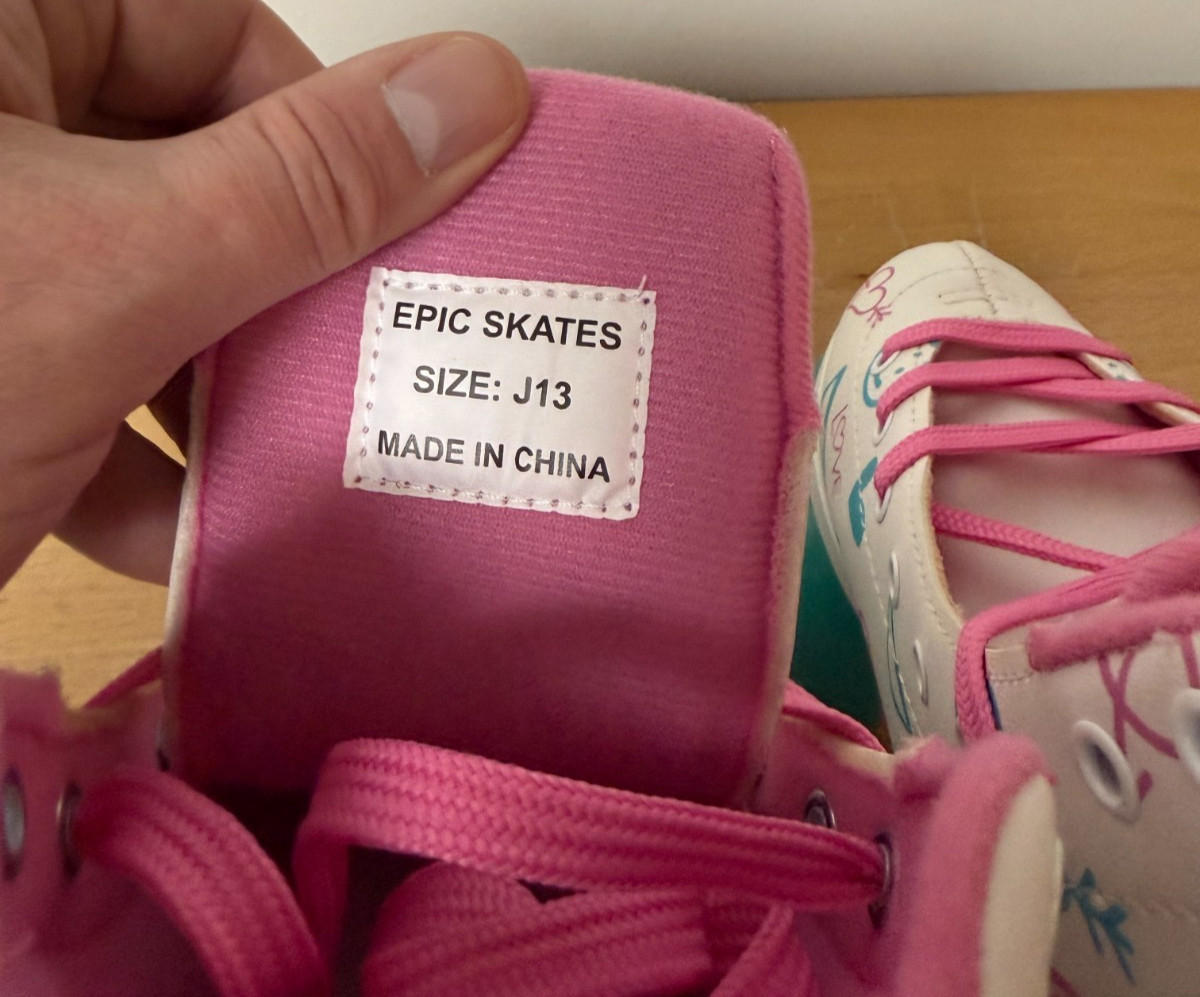 EPIC SKATES
SIZE: J13
MADE IN CHINA